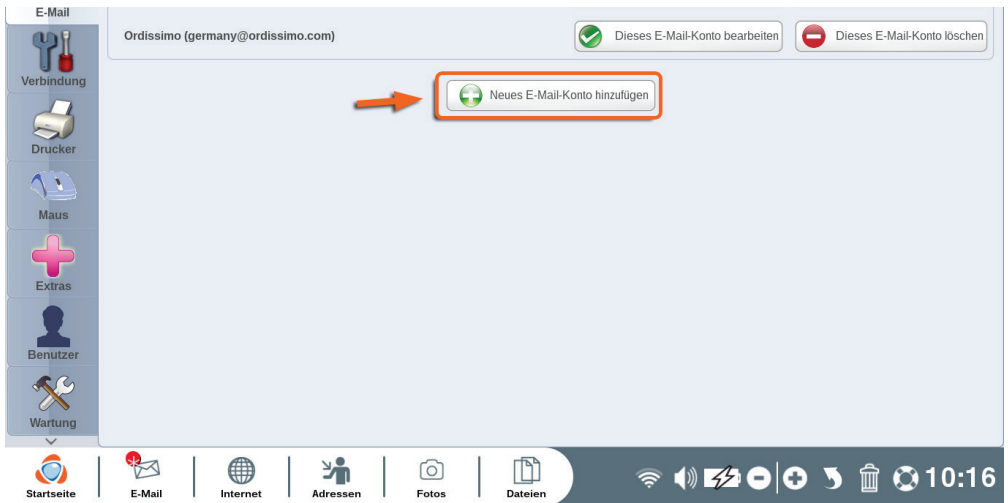 E-Mail
Ordissimo (germany@ordissimo.com)
Dieses E-Mail-Konto bearbeiten
Dieses E-Mail-Konto löschen
Neues E-Mail-Konto hinzufügen
Verbindung
Drucker
Maus
Extras
Benutzer
Wartung
Startseite
E-Mail
Internet
Adressen
Fotos
Dateien
10:16